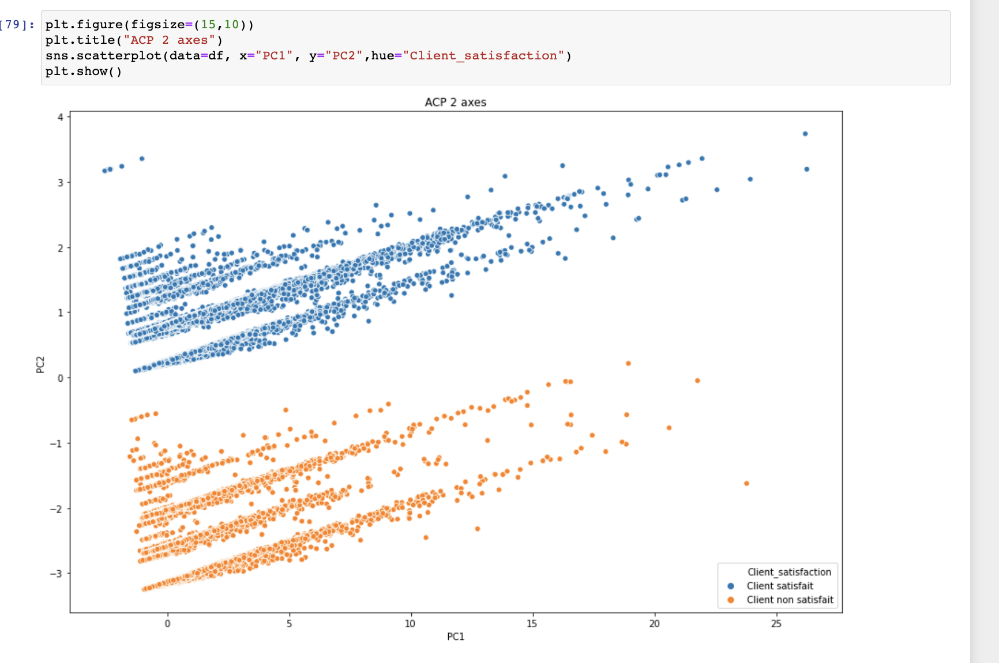 [79]:
plt.figure(figsize=(15,10))
plt.title("ACP 2 axes")
sns.scatterplot(data=df, x="PC1", y="PC2",hue="Client_satisfaction")
plt.show()
ACP 2 axes
4
3
2
1
0
−1
−2
−3
PC2
0 5 10 15 20 25
PC1
Client_satisfaction
Client satisfait
Client non satisfait